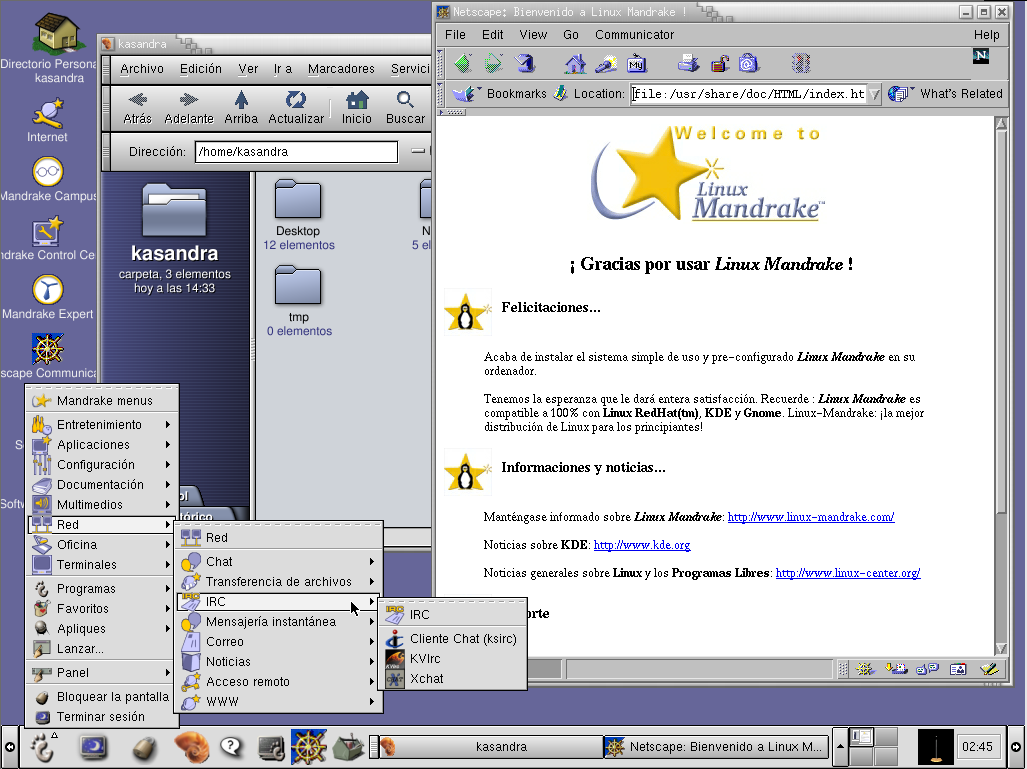 Directorio Persona
kasandra
Internet
Mandrake Campus
ndrake Control Ce
Mandrake Expert
scape Communica
S
Softw
kasandra
Archivo Edición Ver Ir a Marcadores Servici
Atrás Adelante Arriba Actualizar Inicio Buscar
Dirección: /home/kasandra
kasandra
carpeta, 3 elementos
hoy a las 14:33
Desktop
12 elementos
N
5 el
tmp
0 elementos
ol
tórico
Netscape: Bienvenido a Linux Mandrake !
File Edit View Go Communicator Help
My
N
Bookmarks Location: file:/usr/share/doc/HTML/index.ht What's Related
Welcome to
Linux
Mandrake™
¡ Gracias por usar Linux Mandrake !
Felicitaciones...
Acaba de instalar el sistema simple de uso y pre-configurado Linux Mandrake en su
ordenador.
Tenemos la esperanza que le dará entera satisfacción. Recuerde : Linux Mandrake es
compatible a 100% con Linux RedHat(tm), KDE y Gnome. Linux-Mandrake: ¡la mejor
distribución de Linux para los principiantes!
Informaciones y noticias...
Manténgase informado sobre Linux Mandrake: http://www.linux-mandrake.com/
Noticias sobre KDE: http://www.kde.org
Noticias generales sobre Linux y los Programas Libres: http://www.linux-center.org/
orte
Mandrake menus
Entretenimiento
Aplicaciones
Configuración
Documentación
Multimedios
Red
Oficina
Terminales
Programas
Favoritos
Apliques
Lanzar...
Panel
Bloquear la pantalla
Terminar sesión
Red
Chat
Transferencia de archivos
IRC
Mensajería instantánea
Correo
Noticias
Acceso remoto
WWW
IRC
Cliente Chat (ksirc)
KVIrc
Xchat
kasandra
Netscape: Bienvenido a Linux M...
02:45